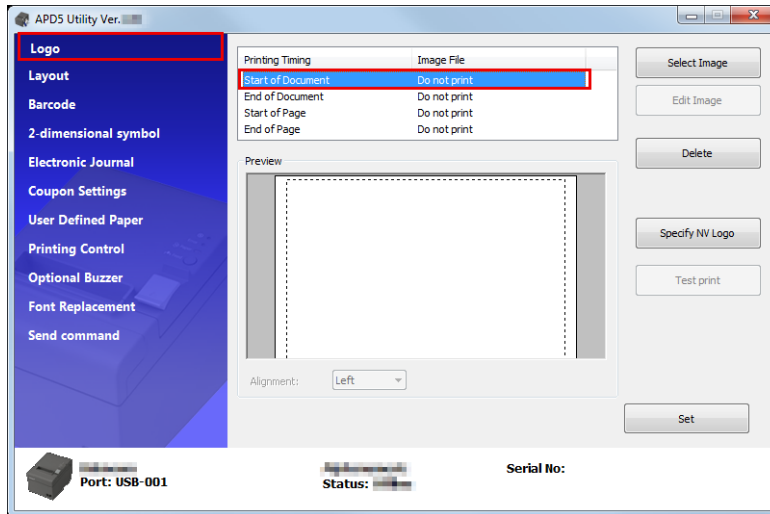 APD5 Utility Ver.
Logo
Layout
Barcode
2-dimensional symbol
Electronic Journal
Coupon Settings
User Defined Paper
Printing Control
Optional Buzzer
Font Replacement
Send command
Printing Timing Image File
Start of Document Do not print
End of Document Do not print
Start of Page Do not print
End of Page Do not print
Preview
Alignment: Left
Select Image
Edit Image
Delete
Specify NV Logo
Test print
Set
Port: USB-001
Status:
Serial No: